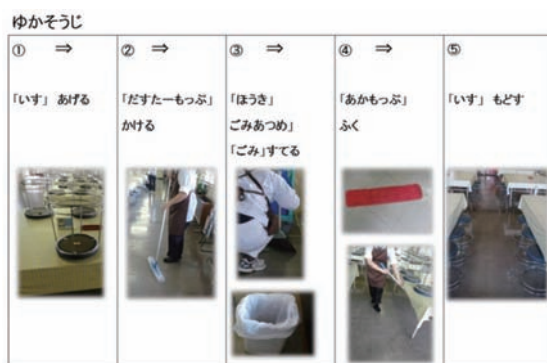 ゆかそうじ
① ⇒
「いす」 あげる
② ⇒
「だすたーもっぷ」
かける
③ ⇒
「ほうき」
ごみあつめ」
「ごみ」すてる
④ ⇒
「あかもっぷ」
ふく
⑤
「いす」 もどす